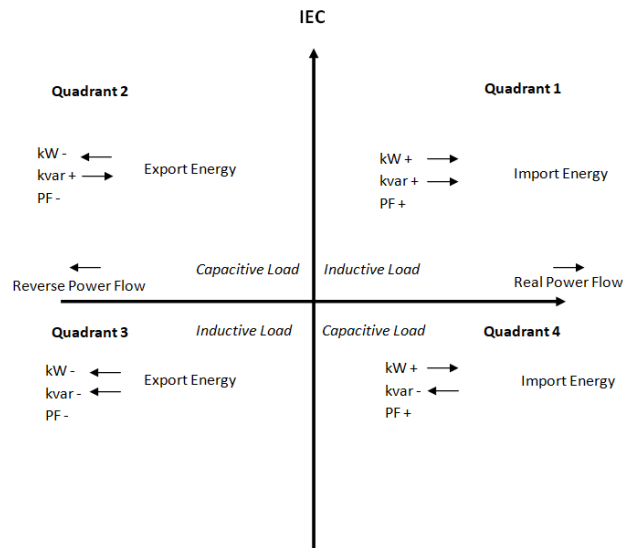 IEC
Quadrant 2
Quadrant 1
kW -
kvar +
PF -
Export Energy
kW +
kvar +
PF +
Import Energy
Capacitive Load
Inductive Load
Reverse Power Flow
Real Power Flow
Quadrant 3
Inductive Load
Capacitive Load
Quadrant 4
kW -
kvar -
PF -
Export Energy
kW +
kvar -
PF +
Import Energy